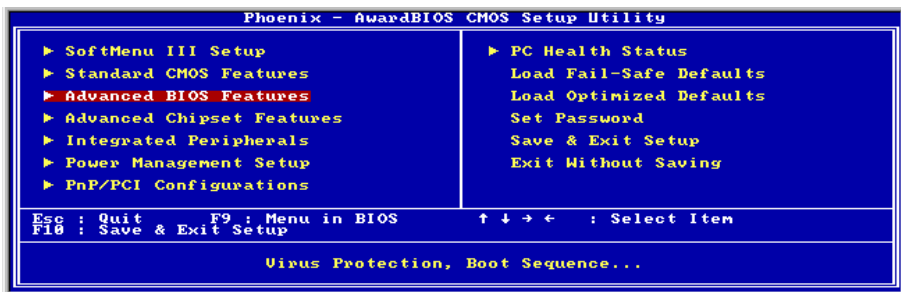 Phoenix - AwardBIOS CMOS Setup Utility
▶ SoftMenu III Setup
▶ Standard CMOS Features
▶ Advanced BIOS Features
▶ Advanced Chipset Features
▶ Integrated Peripherals
▶ Power Management Setup
▶ PnP/PCI Configurations
▶ PC Health Status
Load Fail-Safe Defaults
Load Optimized Defaults
Set Password
Save & Exit Setup
Exit Without Saving
Esc : Quit F9 : Menu in BIOS ↑ ↓ → ← : Select Item
F10 : Save & Exit Setup
Virus Protection, Boot Sequence...